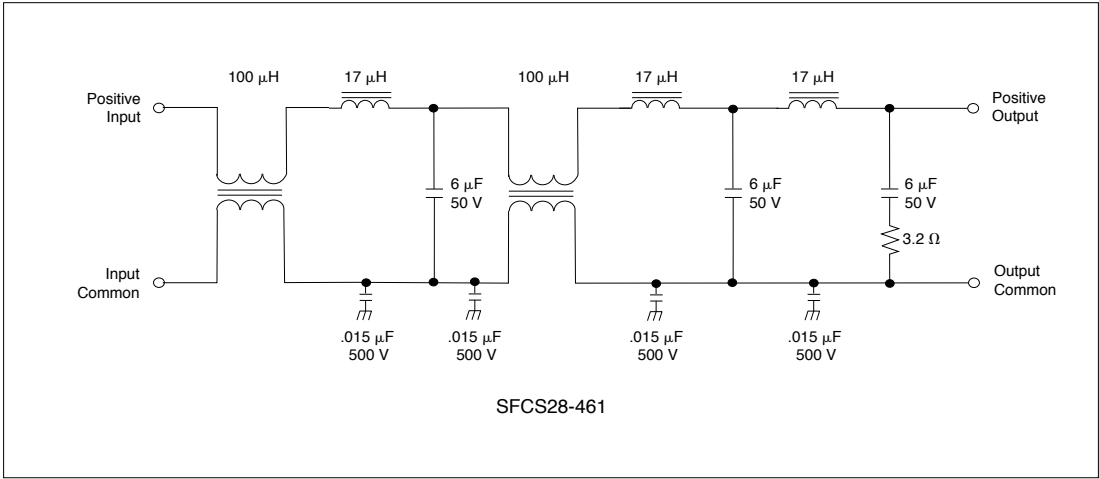 100 μH
17 μH
100 μH
17 μH
17 μH
Positive
Input
Positive
Output
6 μF
50 V
6 μF
50 V
6 μF
50 V
3.2 Ω
Input
Common
Output
Common
.015 μF
500 V
.015 μF
500 V
.015 μF
500 V
.015 μF
500 V
SFCS28-461